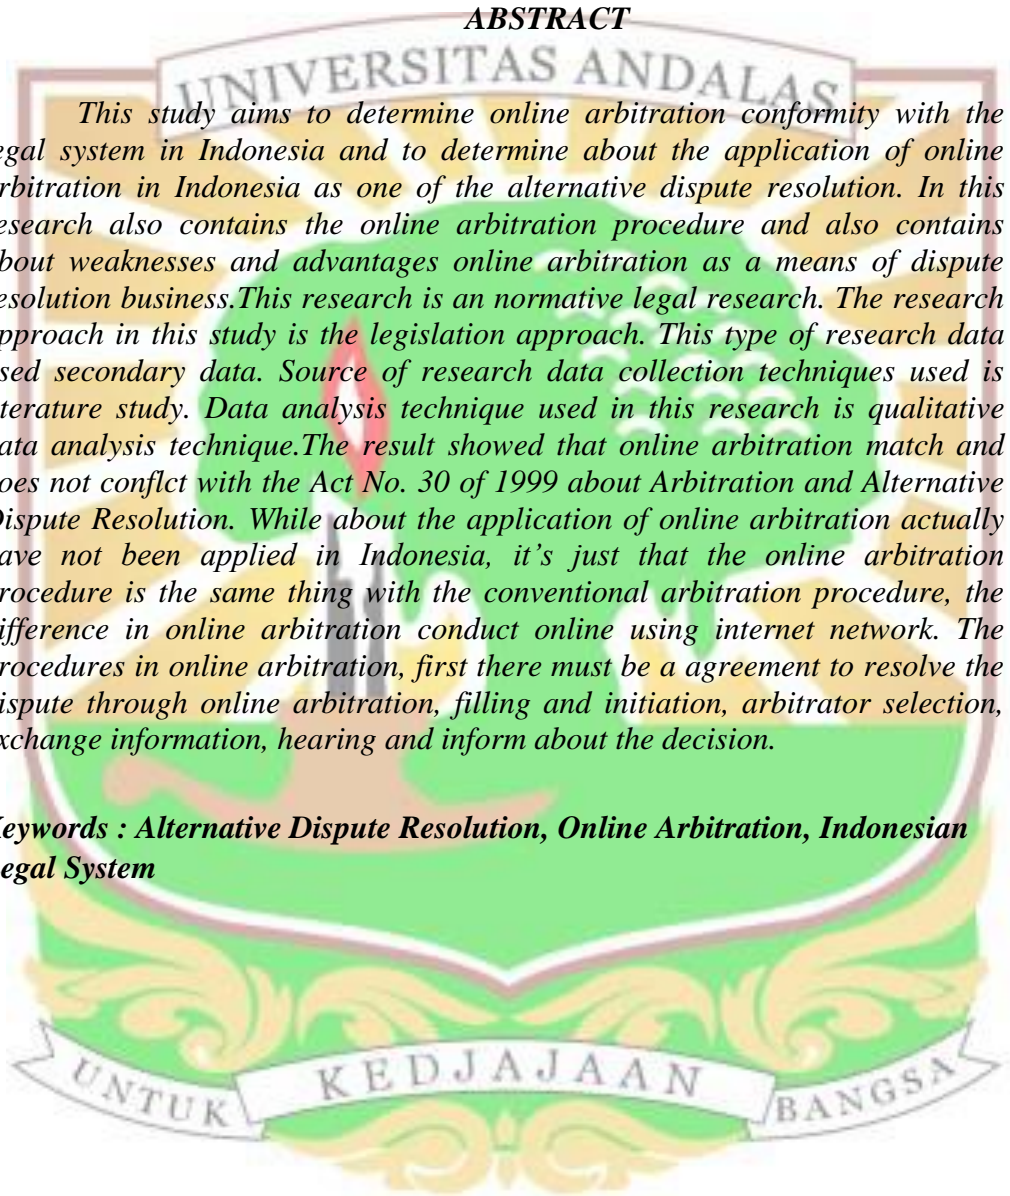 ABSTRACT
UNIVERSITAS ANDALAS
This study aims to determine online arbitration conformity with the
egal system in Indonesia and to determine about the application of online
rbitration in Indonesia as one of the alternative dispute resolution. In this
esearch also contains the online arbitration procedure and also contains
bout weaknesses and advantages online arbitration as a means of dispute
esolution business.This research is an normative legal research. The research
pproach in this study is the legislation approach. This type of research data
sed secondary data. Source of research data collection techniques used is
iterature study. Data analysis technique used in this research is qualitative
ata analysis technique.The result showed that online arbitration match and
oes not conflct with the Act No. 30 of 1999 about Arbitration and Alternative
Dispute Resolution. While about the application of online arbitration actually
ave not been applied in Indonesia, it’s just that the online arbitration
rocedure is the same thing with the conventional arbitration procedure, the
ifference in online arbitration conduct online using internet network. The
rocedures in online arbitration, first there must be a agreement to resolve the
ispute through online arbitration, filling and initiation, arbitrator selection,
xchange information, hearing and inform about the decision.
Keywords : Alternative Dispute Resolution, Online Arbitration, Indonesian
egal System
UNTUK KEDJAJAAN BANGSA